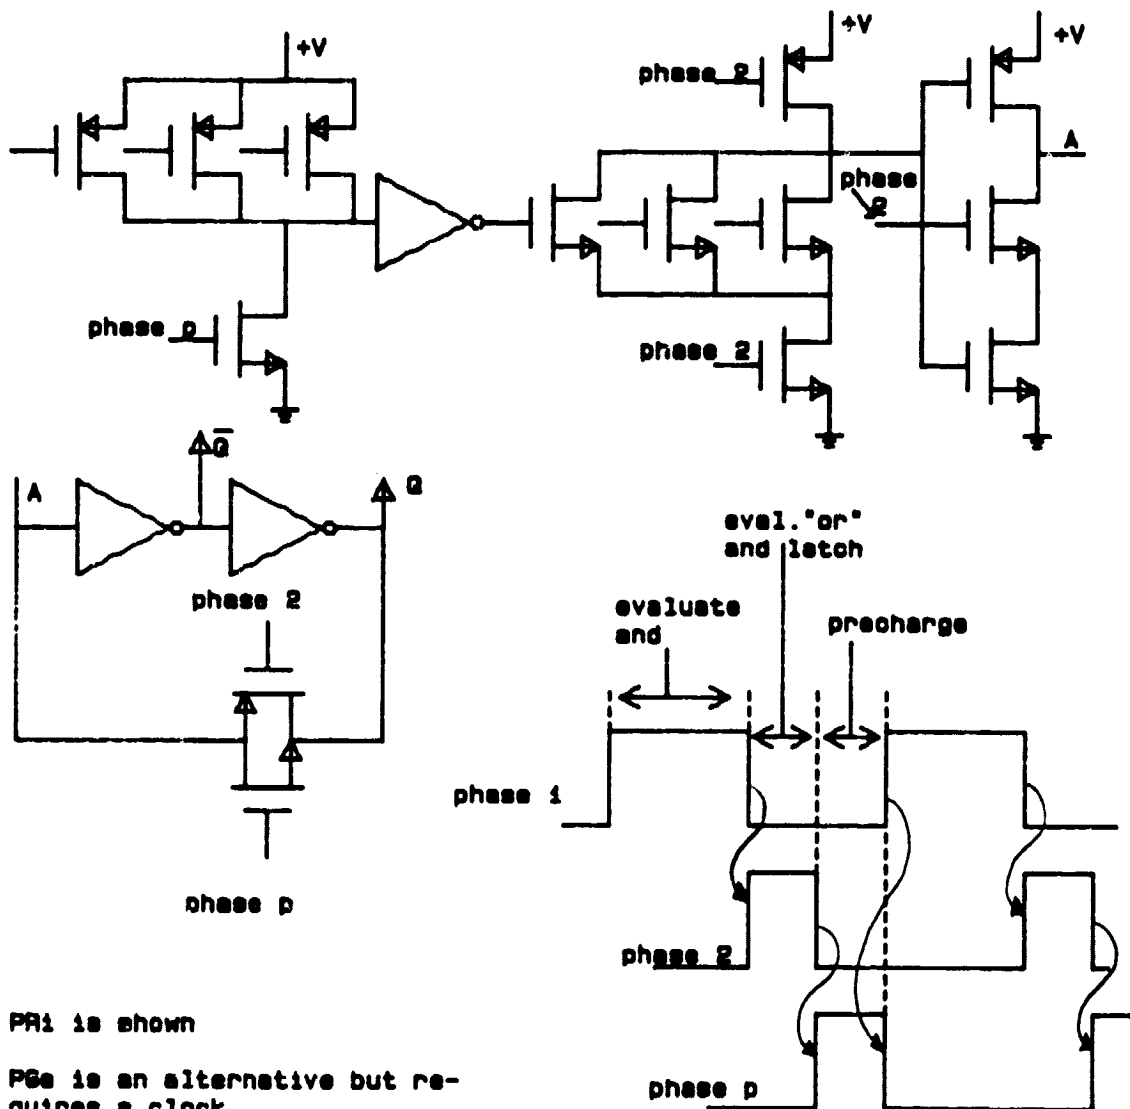 +V
+V
+V
phase 2
A
phase
2
phase p
phase 2
A
Q̅
Q
phase 2
phase p
eval."or"
and latch
evaluate
and
precharge
phase 1
phase 2
phase p
PR1 is shown
PGa is an alternative but re-
quires a clock